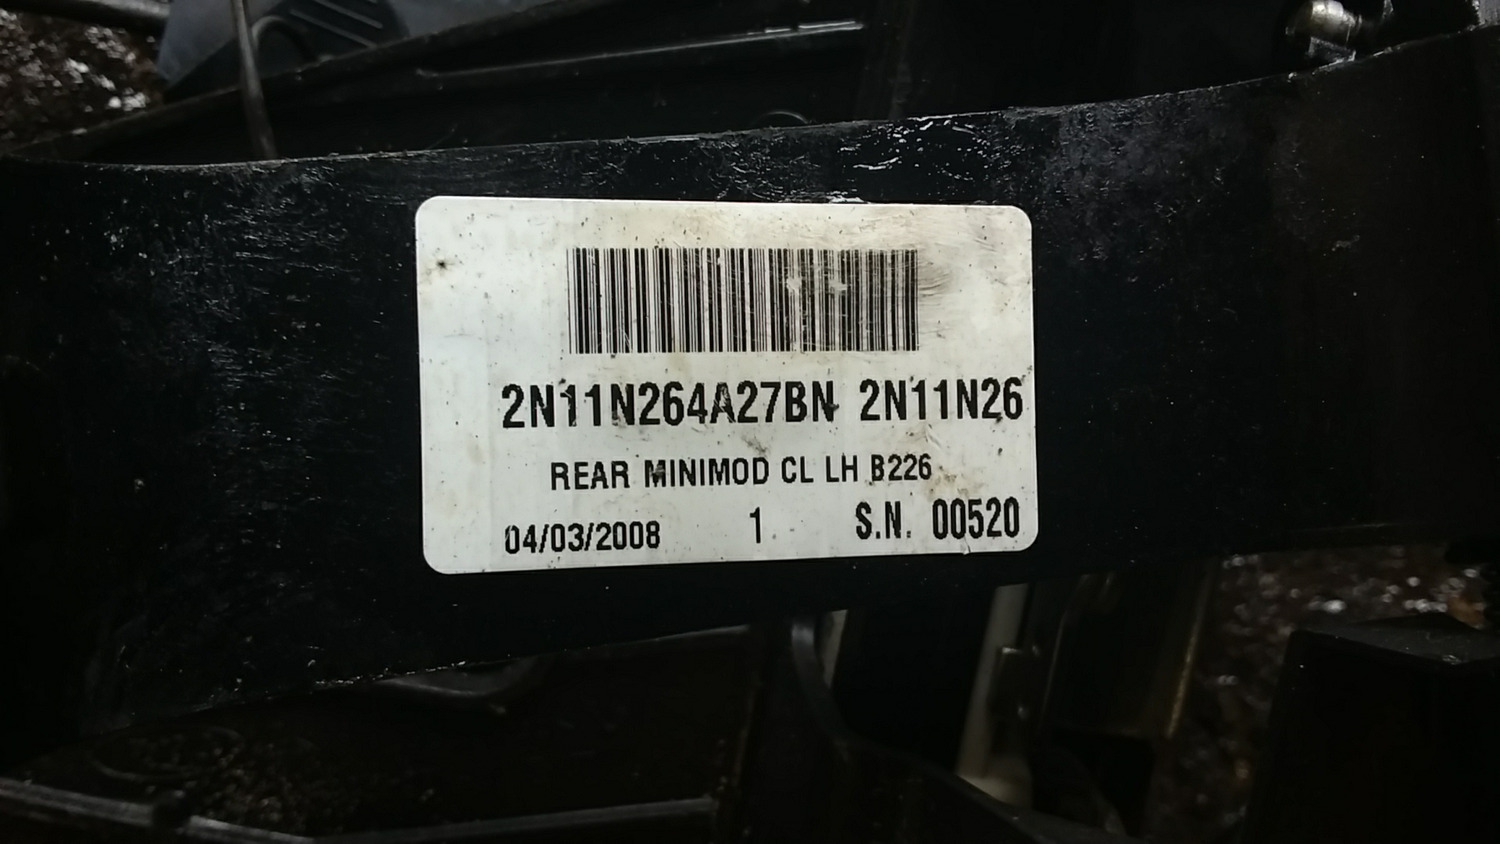 2N11N264A27BN 2N11N26
REAR MINIMOD CL LH B226
04/03/2008 1 S.N. 00520